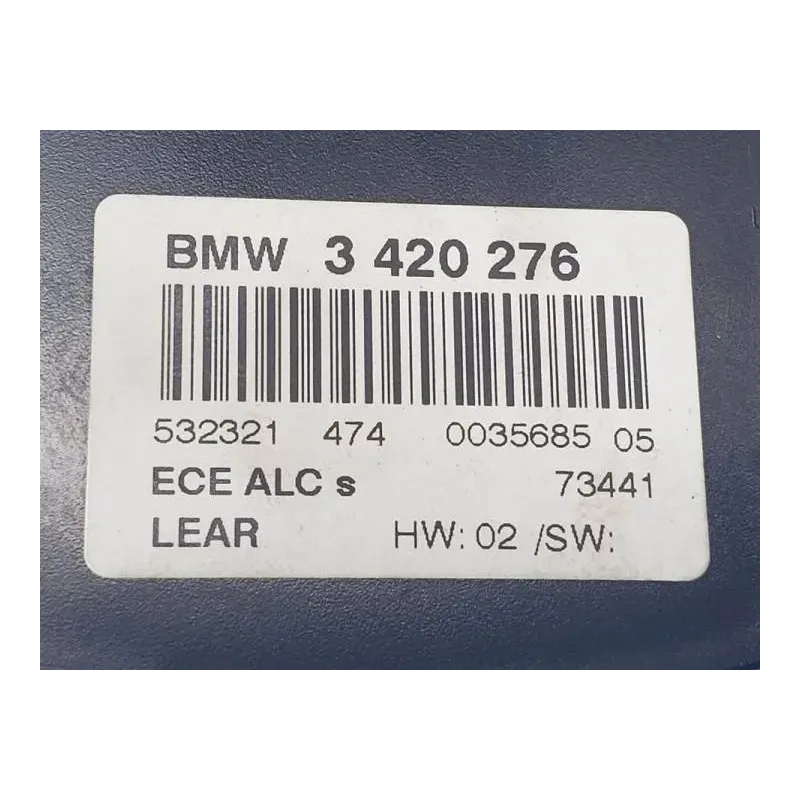 BMW 3 420 276
532321 474 0035685 05
ECE ALC s 73441
LEAR HW: 02 /SW: